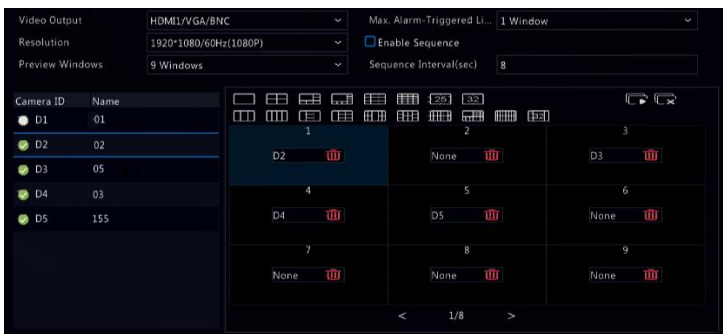 Video Output HDMI1/VGA/BNC Max. Alarm-Triggered Li... 1 Window
Resolution 1920*1080/60Hz(1080P) Enable Sequence
Preview Windows 9 Windows Sequence Interval(sec) 8
Camera ID Name 25 32
D1 01 32
1 2 3
D2 02
D2 None D3
D3 05
D4 03
4 5 6
D5 155
D4 D5 None
7 8 9
None None None
< 1/8 >